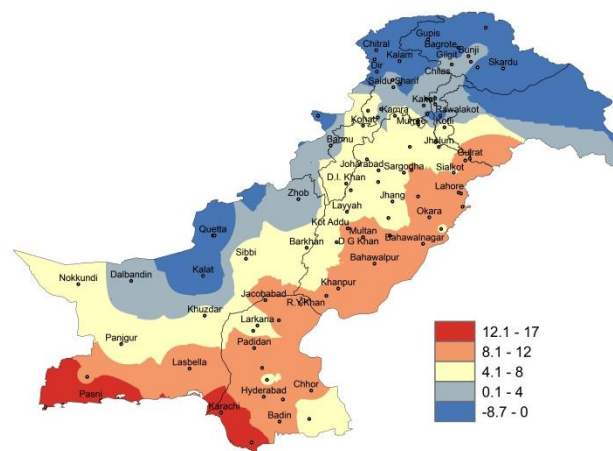 Gupis
Chitral
Bagrote
Bunji
Kalam
Gilgit
Skardu
Dir
Chilas
Saidu Sharif
Kakul
Kamra
Rawalakot
Kohat
Murree
Kotli
Bannu
Jhelum
Gujrat
Joharabad
Sargodha
Sialkot
D.I. Khan
Zhob
Lahore
Layyah
Jhang
Okara
Kot Addu
Quetta
Multan
Barkhan
D G Khan
Bahawalnagar
Sibbi
Bahawalpur
Nokkundi
Dalbandin
Kalat
Khanpur
Jacobabad
R.Y.Khan
Khuzdar
Larkana
Panjgur
Padidan
Lasbella
Pasni
Hyderabad
Chhor
Karachi
Badin
12.1 - 17
8.1 - 12
4.1 - 8
0.1 - 4
-8.7 - 0